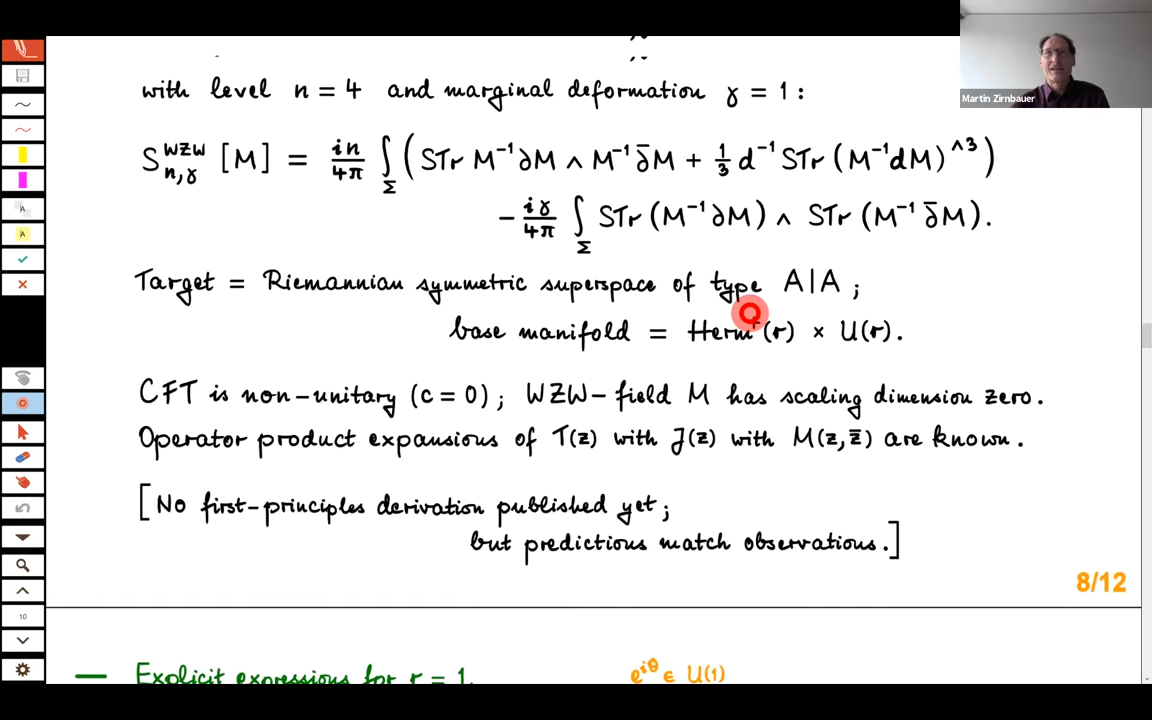 with level n = 4 and marginal deformation γ = 1 :
S^{WZW}_{n,γ} [M] = in/4π ∫_Σ ( STr M⁻¹∂M ∧ M⁻¹∂̄M + 1/3 d⁻¹ STr (M⁻¹dM)^{∧3} )
− iγ/4π ∫_Σ STr (M⁻¹∂M) ∧ STr (M⁻¹∂̄M).
Target = Riemannian symmetric superspace of type A|A ;
base manifold = Herm⁺(r) × U(r).
CFT is non-unitary (c = 0) ; WZW-field M has scaling dimension zero.
Operator product expansions of T(z) with J(z) with M(z, z̄) are known.
[No first-principles derivation published yet ;
but predictions match observations.]
8/12
— Explicit expressions for r = 1.
e^{iθ} ∈ U(1)
Martin Zirnbauer
A
A
10